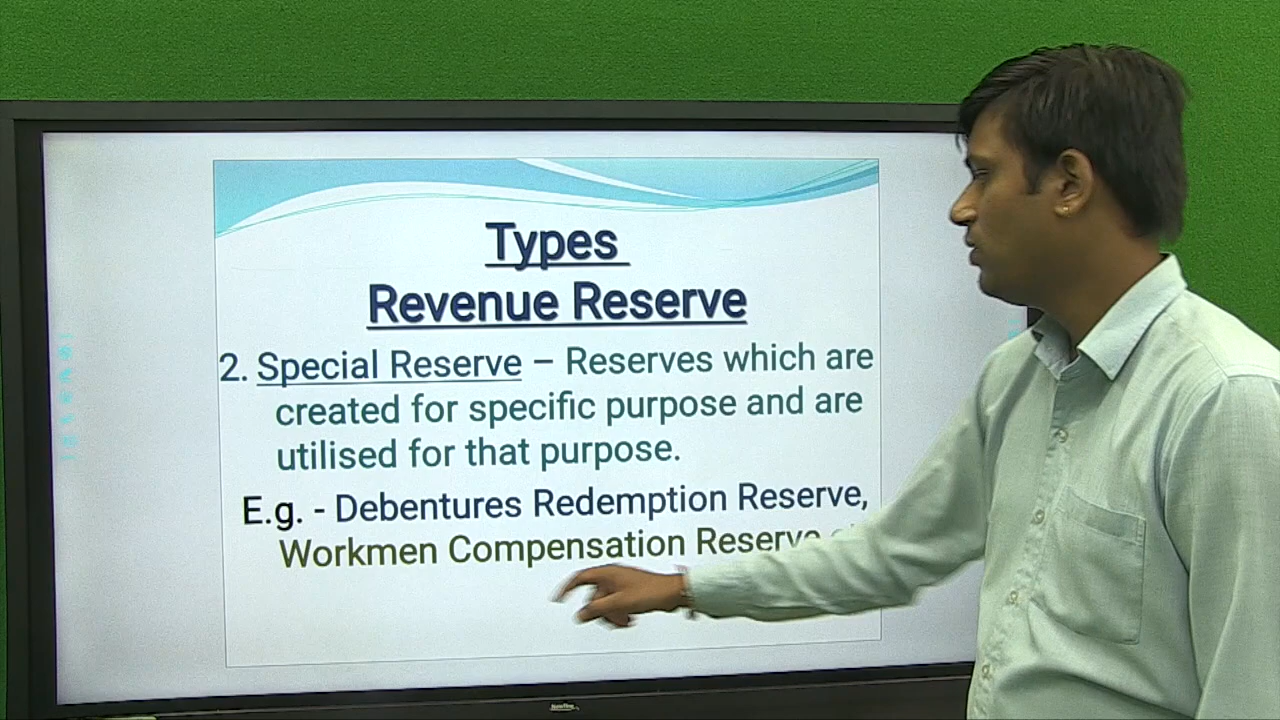 Types
Revenue Reserve
2. Special Reserve – Reserves which are
created for specific purpose and are
utilised for that purpose.
E.g. - Debentures Redemption Reserve,
Workmen Compensation Reserve